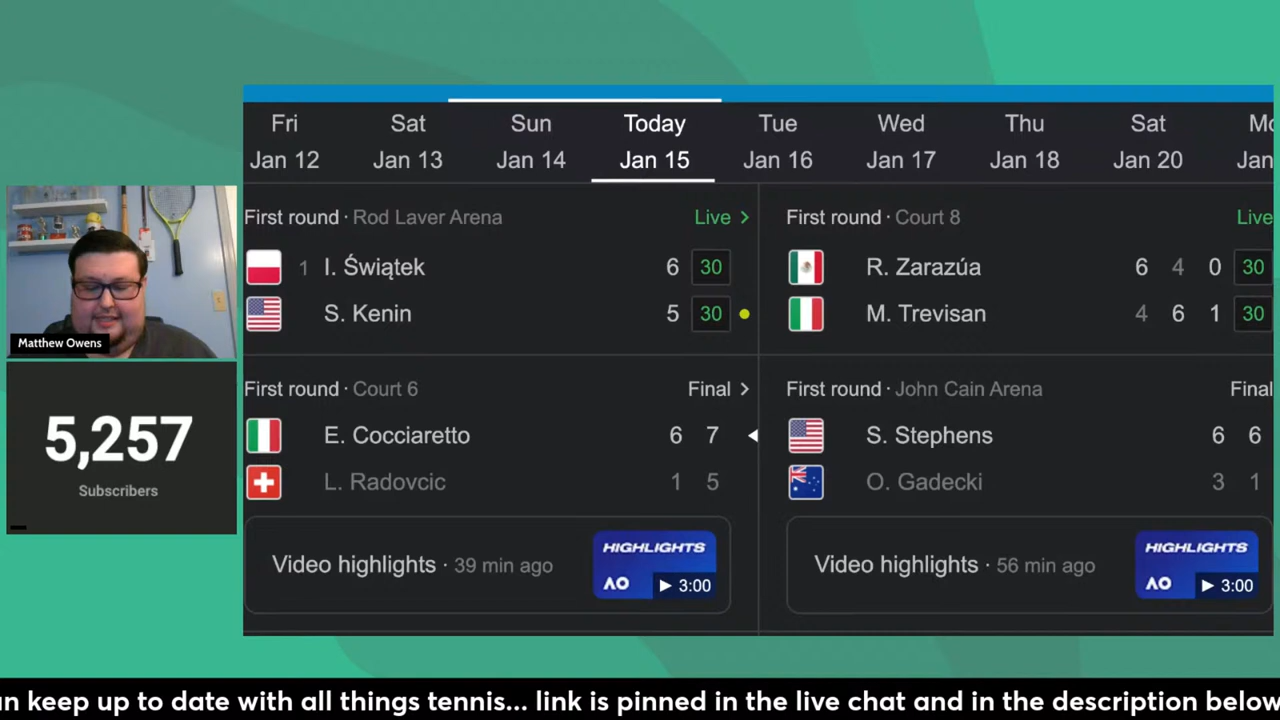 Fri Sat Sun Today Tue Wed Thu Sat Mo
Jan 12 Jan 13 Jan 14 Jan 15 Jan 16 Jan 17 Jan 18 Jan 20 Jan
First round · Rod Laver Arena Live
1 I. Świątek 6 30
S. Kenin 5 30
First round · Court 8 Live
R. Zarazúa 6 4 0 30
M. Trevisan 4 6 1 30
First round · Court 6 Final
E. Cocciaretto 6 7
L. Radovcic 1 5
Video highlights · 39 min ago
HIGHLIGHTS
AO 3:00
First round · John Cain Arena Final
S. Stephens 6 6
O. Gadecki 3 1
Video highlights · 56 min ago
HIGHLIGHTS
AO 3:00
Matthew Owens
5,257
Subscribers
an keep up to date with all things tennis... link is pinned in the live chat and in the description below